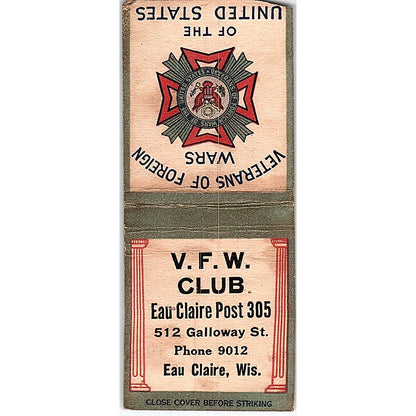 UNITED STATES
OF THE
WARS
VETERANS OF FOREIGN
V. F. W.
CLUB
Eau Claire Post 305
512 Galloway St.
Phone 9012
Eau Claire, Wis.
CLOSE COVER BEFORE STRIKING